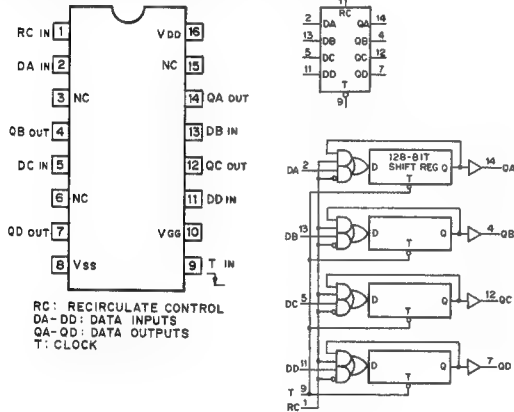 RC IN 1
VDD 16
DA IN 2
NC 15
3 NC
14 QA OUT
QB OUT 4
13 DB IN
DC IN 5
12 QC OUT
6 NC
11 DD IN
QD OUT 7
VGG 10
8 VSS
9 T IN
RC: RECIRCULATE CONTROL
DA-DD: DATA INPUTS
QA-QD: DATA OUTPUTS
T: CLOCK
RC
2 DA QA 14
13 DB QB 4
5 DC QC 12
11 DD QD 7
T
9
128-BIT
DA 2 D SHIFT REG Q 14 QA
T
DB 13 D Q 4 QB
T
DC 5 D Q 12 QC
T
DD 11 D Q 7 QD
T 9 T
RC 1